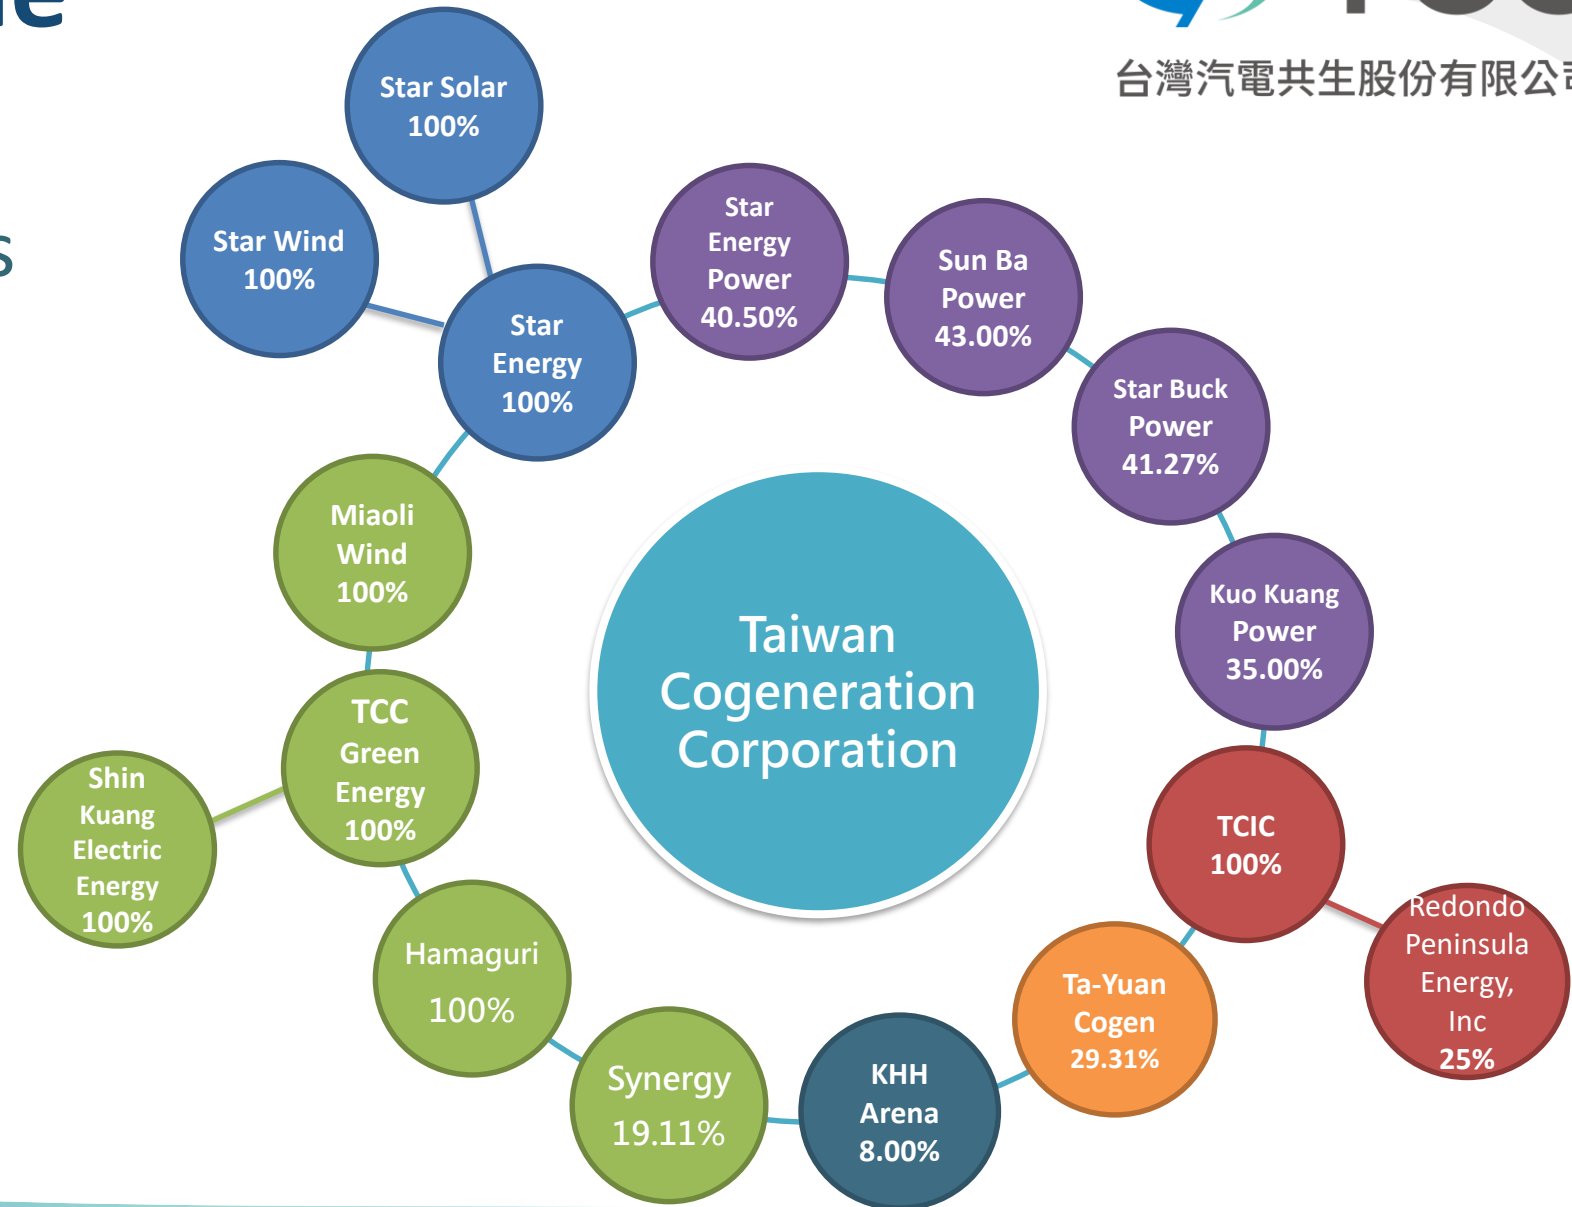 台灣汽電共生股份有限公司
Star Solar
100%
Star Wind
100%
Star
Energy
100%
Star
Energy
Power
40.50%
Sun Ba
Power
43.00%
Star Buck
Power
41.27%
Kuo Kuang
Power
35.00%
Miaoli
Wind
100%
Taiwan
Cogeneration
Corporation
TCC
Green
Energy
100%
Shin
Kuang
Electric
Energy
100%
TCIC
100%
Redondo
Peninsula
Energy,
Inc
25%
Hamaguri
100%
Ta-Yuan
Cogen
29.31%
Synergy
19.11%
KHH
Arena
8.00%